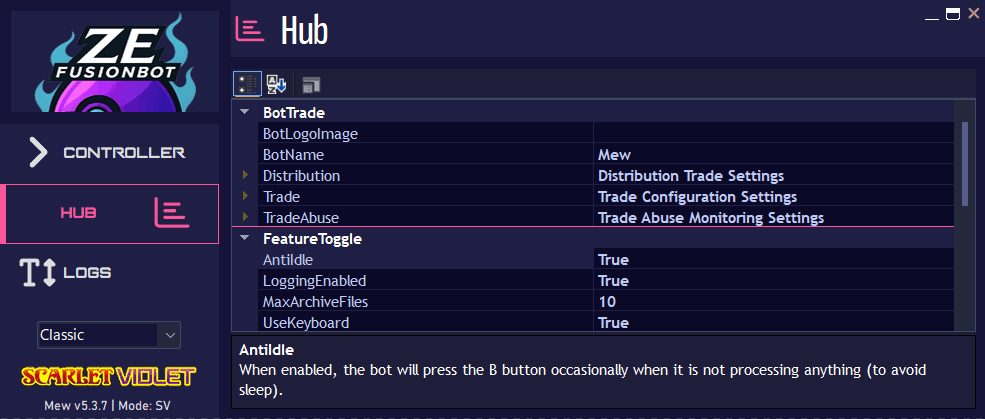 ZE
FUSIONBOT
CONTROLLER
HUB
LOGS
Classic
SCARLET VIOLET
Mew v5.3.7 | Mode: SV
Hub
BotTrade
BotLogoImage
BotName Mew
Distribution Distribution Trade Settings
Trade Trade Configuration Settings
TradeAbuse Trade Abuse Monitoring Settings
FeatureToggle
AntiIdle True
LoggingEnabled True
MaxArchiveFiles 10
UseKeyboard True
AntiIdle
When enabled, the bot will press the B button occasionally when it is not processing anything (to avoid
sleep).